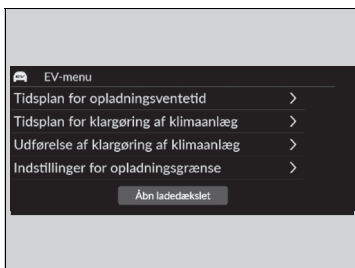 EV-menu
Tidsplan for opladningsventetid
Tidsplan for klargøring af klimaanlæg
Udførelse af klargøring af klimaanlæg
Indstillinger for opladningsgrænse
Åbn ladedækslet